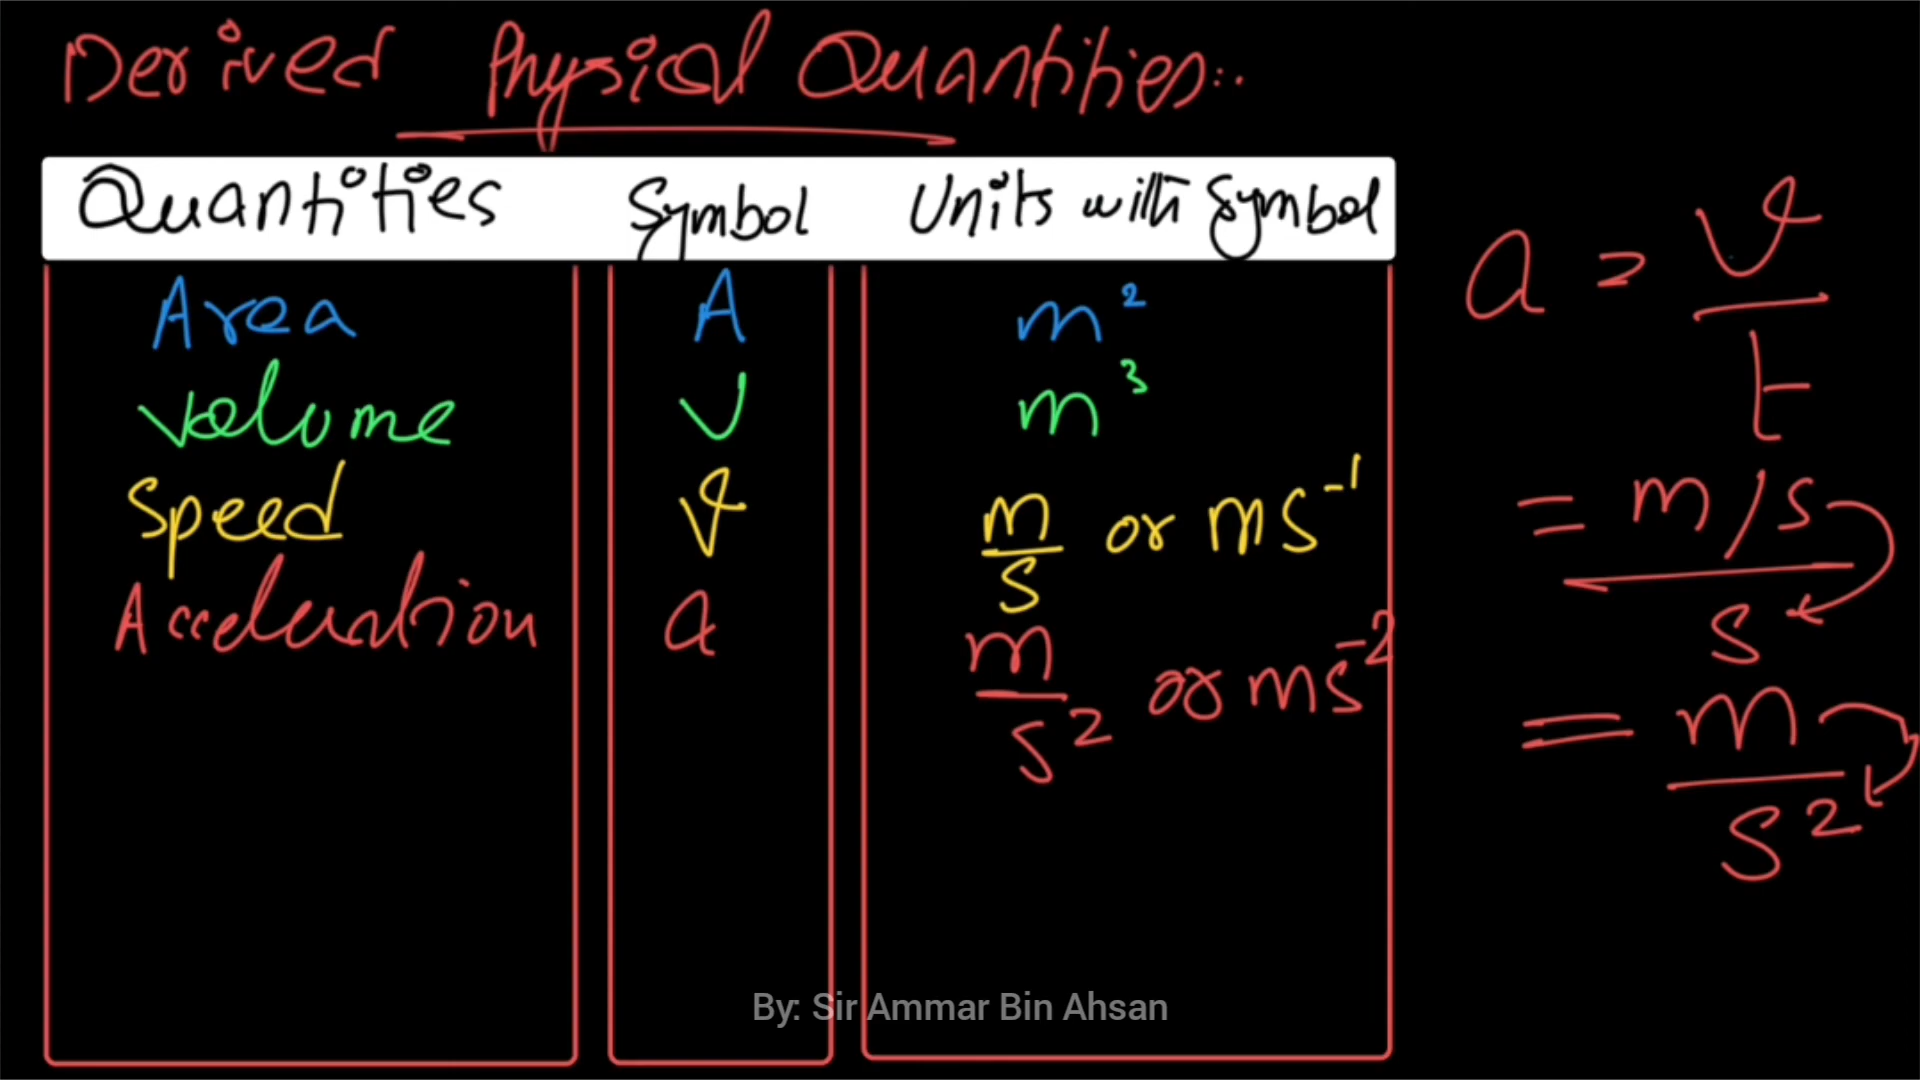 Derived Physical Quantities:.
Quantities Symbol Units with Symbol
Area A m²
Volume V m³
Speed v m/s or ms⁻¹
Acceleration a m/s² or ms⁻²
a = v/t
= m/s / s
= m/s²
By: Sir Ammar Bin Ahsan